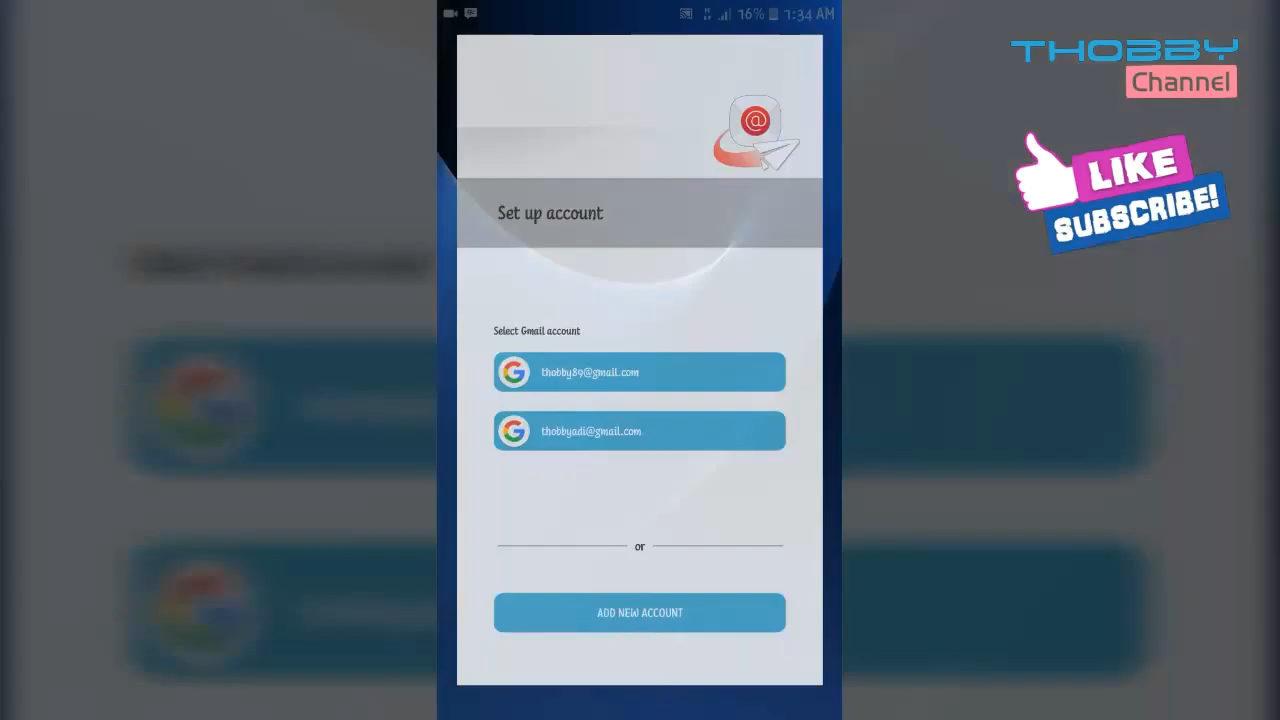 76% 7:34 AM
THOBBY
Channel
LIKE
SUBSCRIBE!
@
Set up account
Select Gmail account
thobby89@gmail.com
thobbyadi@gmail.com
or
ADD NEW ACCOUNT